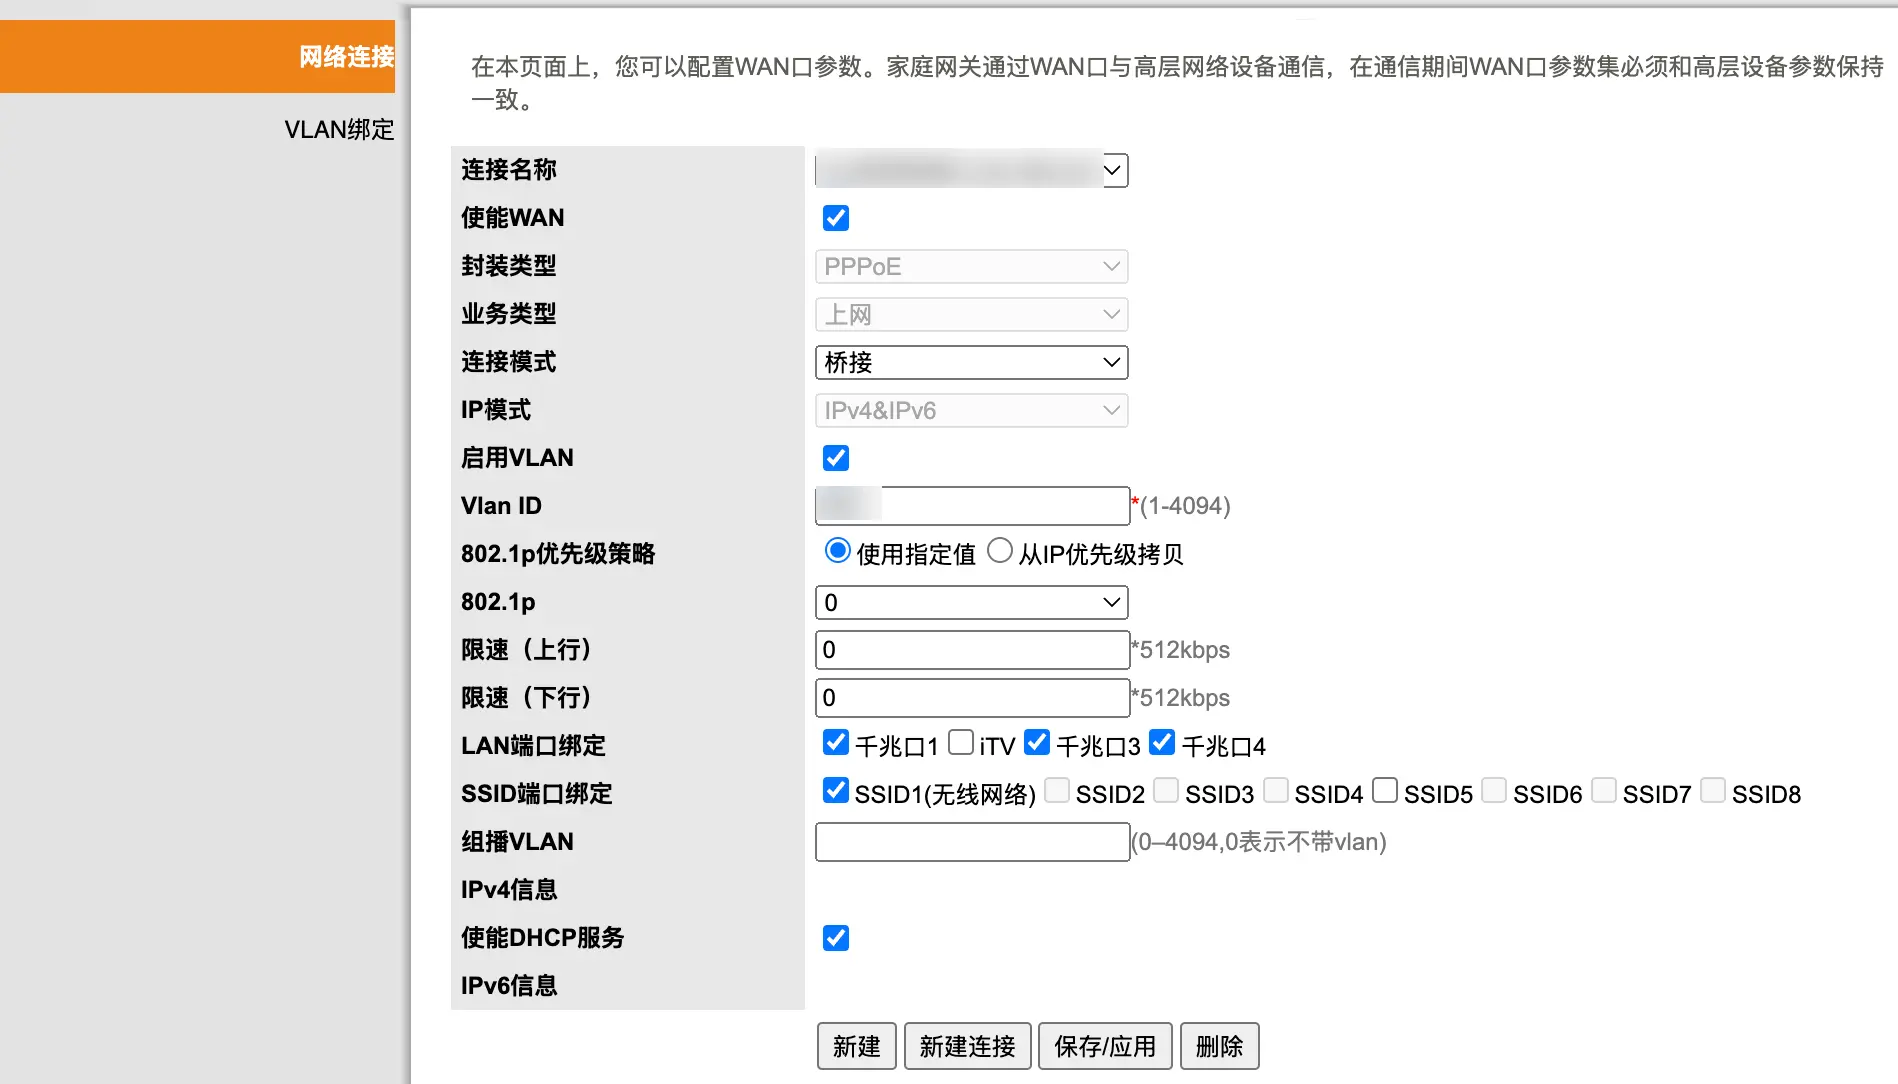 网络连接
VLAN绑定
在本页面上，您可以配置WAN口参数。家庭网关通过WAN口与高层网络设备通信，在通信期间WAN口参数集必须和高层设备参数保持
一致。
连接名称
使能WAN
封装类型 PPPoE
业务类型 上网
连接模式 桥接
IP模式 IPv4&IPv6
启用VLAN
Vlan ID *(1-4094)
802.1p优先级策略 使用指定值 从IP优先级拷贝
802.1p 0
限速（上行） 0 *512kbps
限速（下行） 0 *512kbps
LAN端口绑定 千兆口1 iTV 千兆口3 千兆口4
SSID端口绑定 SSID1(无线网络) SSID2 SSID3 SSID4 SSID5 SSID6 SSID7 SSID8
组播VLAN (0–4094,0表示不带vlan)
IPv4信息
使能DHCP服务
IPv6信息
新建 新建连接 保存/应用 删除